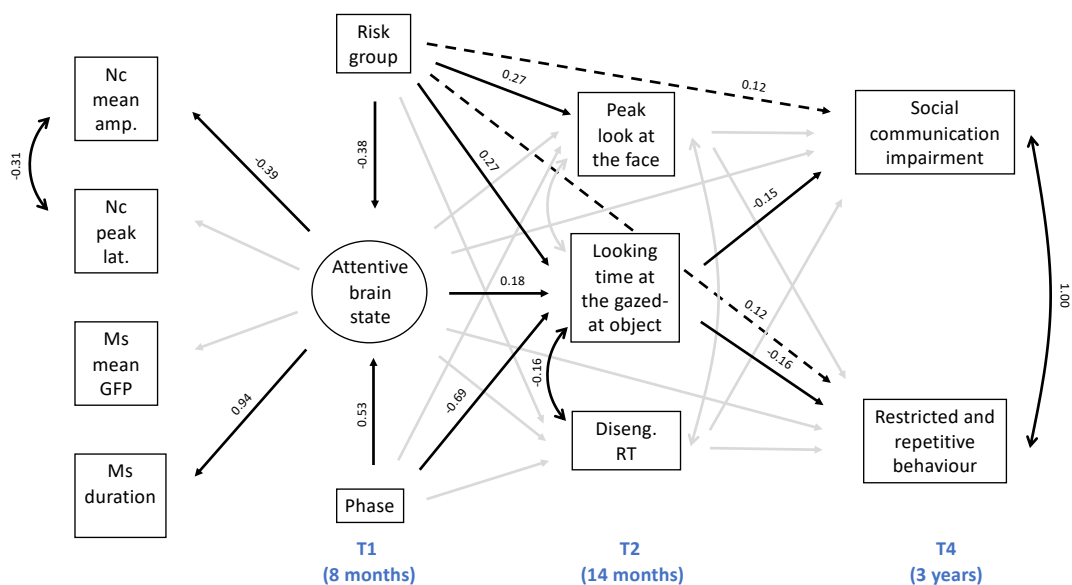 Risk
group
Nc
mean
amp.
Nc
peak
lat.
Ms
mean
GFP
Ms
duration
Attentive
brain
state
Phase
Peak
look at
the face
Looking
time at
the gazed-
at object
Diseng.
RT
Social
communication
impairment
Restricted and
repetitive
behaviour
-0.31
-0.39
0.94
-0.38
0.53
0.27
0.27
0.18
-0.69
-0.16
0.12
0.12
-0.15
-0.16
1.00
T1
(8 months)
T2
(14 months)
T4
(3 years)